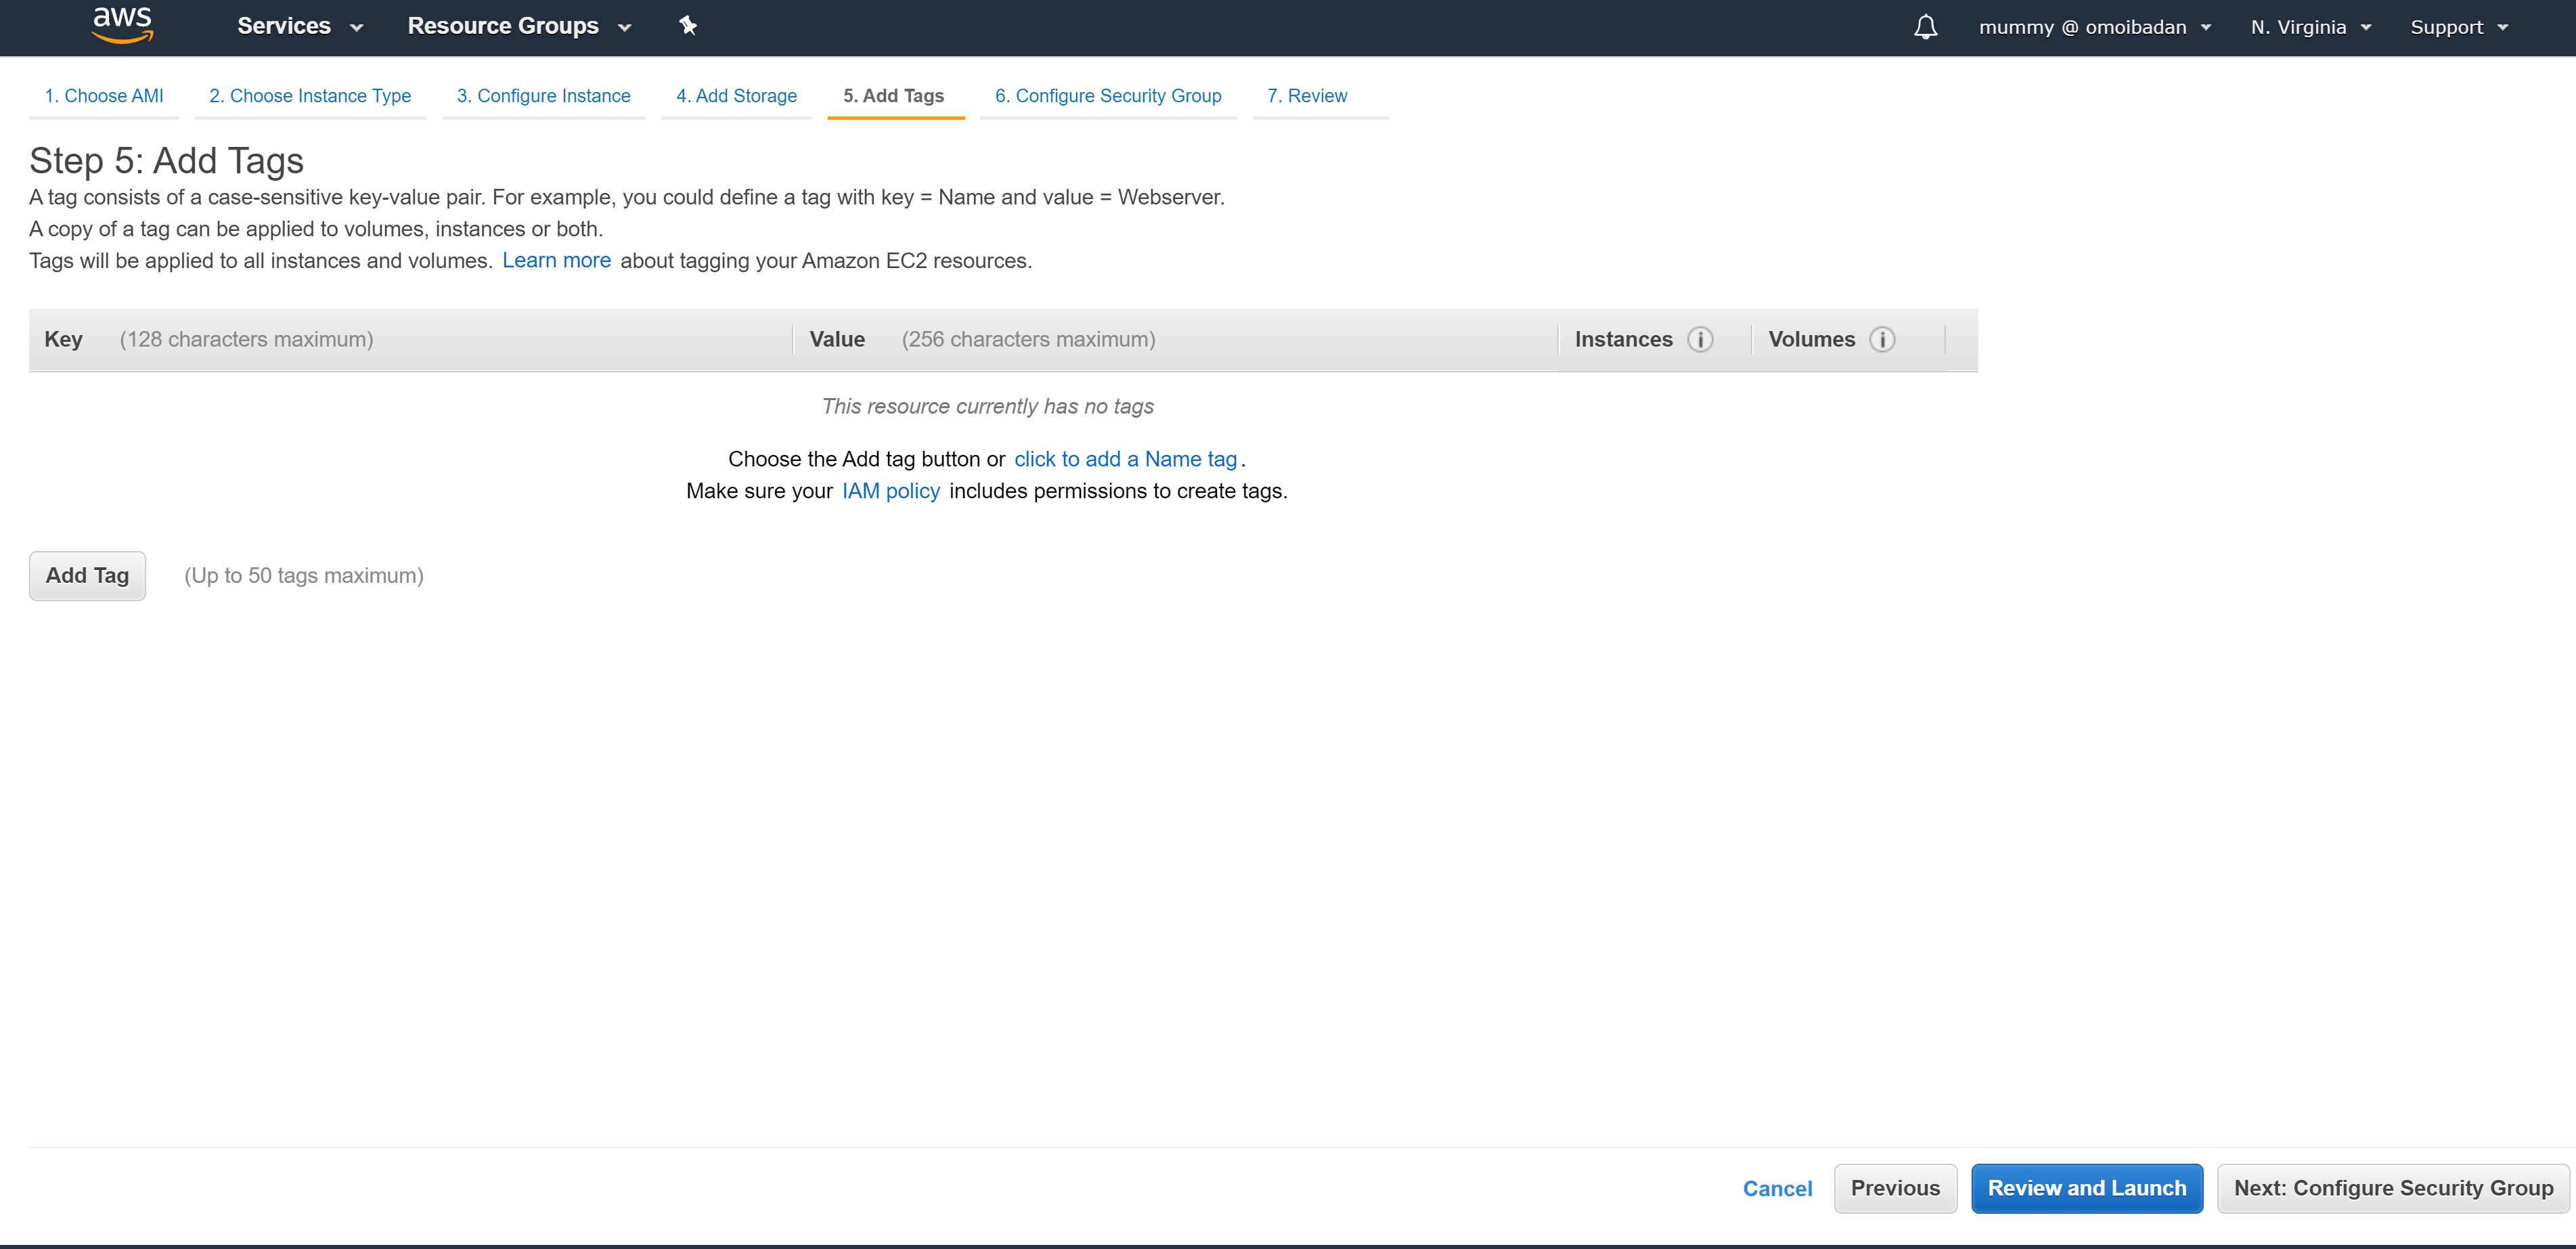 aws Services Resource Groups mummy @ omoibadan N. Virginia Support
1. Choose AMI 2. Choose Instance Type 3. Configure Instance 4. Add Storage 5. Add Tags 6. Configure Security Group 7. Review
Step 5: Add Tags
A tag consists of a case-sensitive key-value pair. For example, you could define a tag with key = Name and value = Webserver.
A copy of a tag can be applied to volumes, instances or both.
Tags will be applied to all instances and volumes. Learn more about tagging your Amazon EC2 resources.
Key (128 characters maximum) Value (256 characters maximum) Instances i Volumes i
This resource currently has no tags
Choose the Add tag button or click to add a Name tag.
Make sure your IAM policy includes permissions to create tags.
Add Tag (Up to 50 tags maximum)
Cancel Previous Review and Launch Next: Configure Security Group